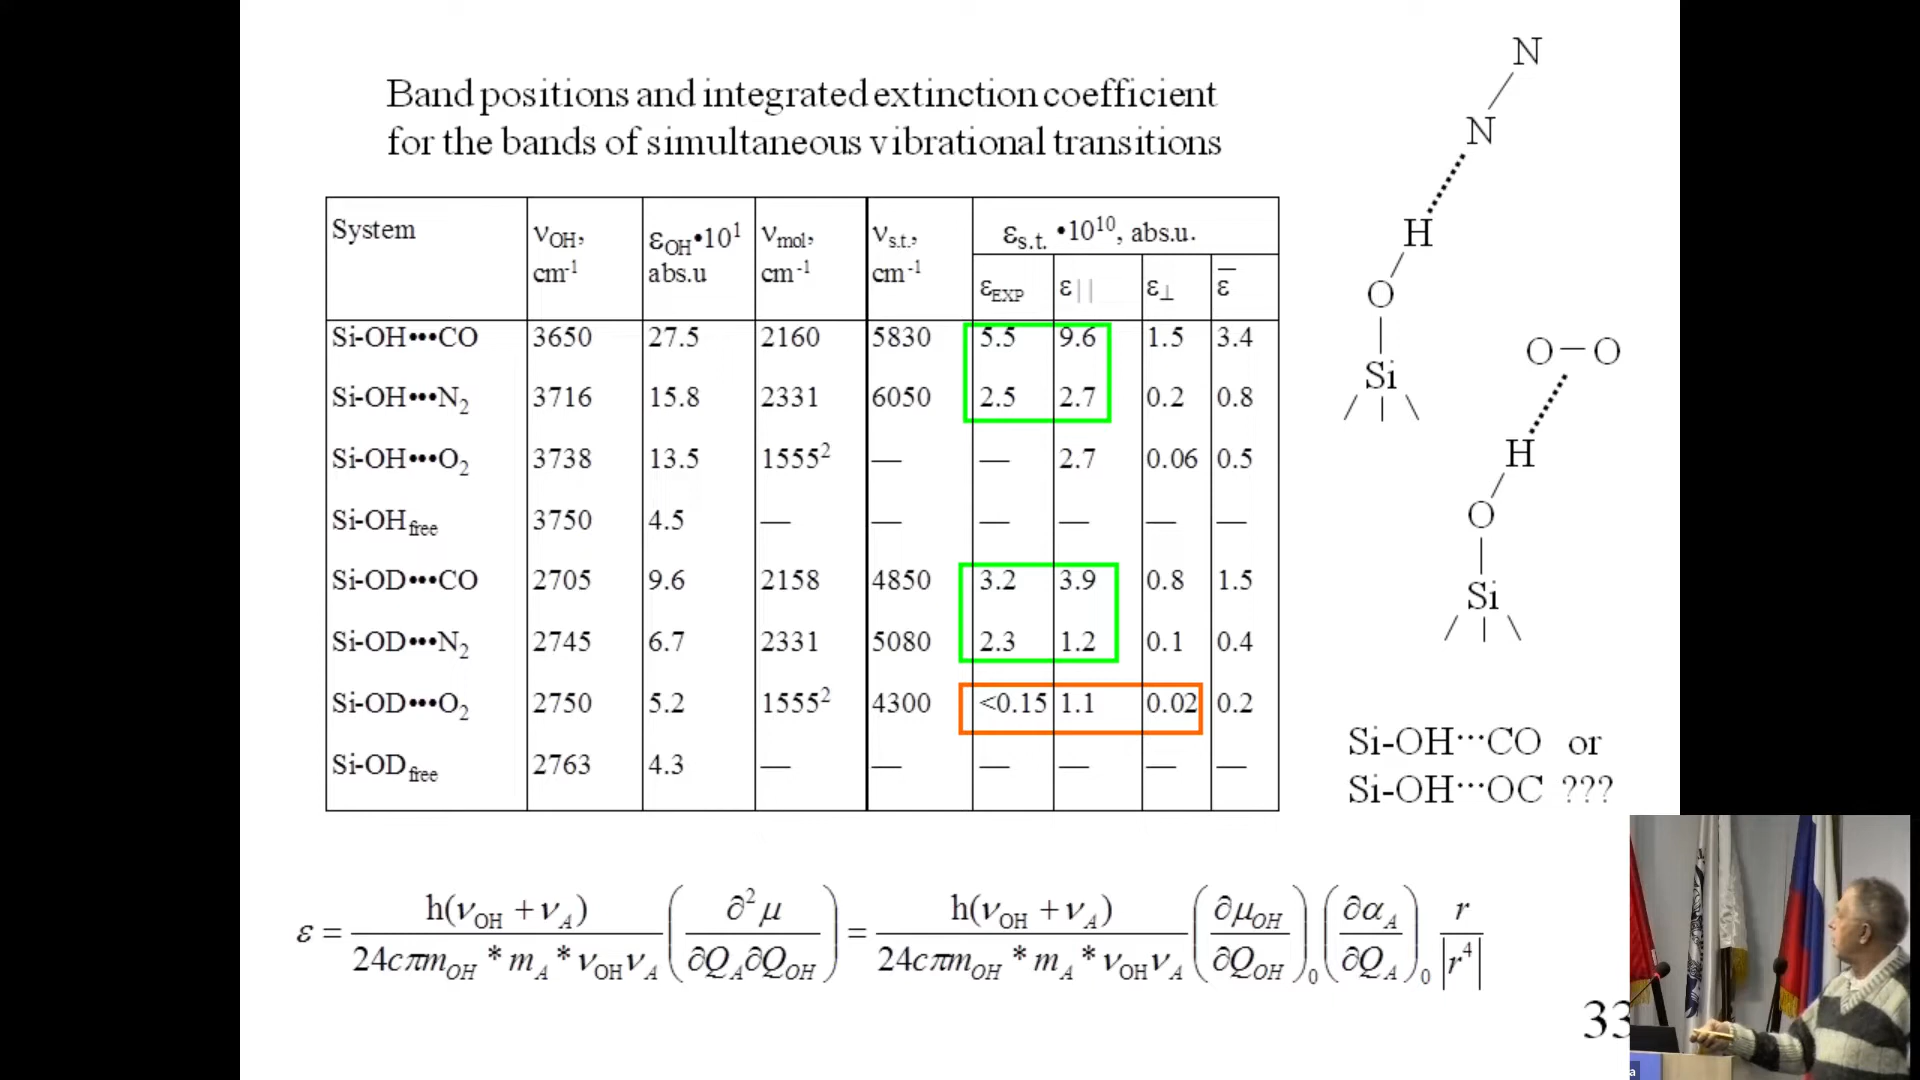 Band positions and integrated extinction coefficient
for the bands of simultaneous vibrational transitions
System ν_OH, cm⁻¹ ε_OH•10¹ abs.u ν_mol, cm⁻¹ ν_s.t., cm⁻¹ ε_s.t. •10¹⁰, abs.u.
ε_EXP ε|| ε⊥ ε̅
Si-OH•••CO 3650 27.5 2160 5830 5.5 9.6 1.5 3.4
Si-OH•••N₂ 3716 15.8 2331 6050 2.5 2.7 0.2 0.8
Si-OH•••O₂ 3738 13.5 1555² — — 2.7 0.06 0.5
Si-OH_free 3750 4.5 — — — — — —
Si-OD•••CO 2705 9.6 2158 4850 3.2 3.9 0.8 1.5
Si-OD•••N₂ 2745 6.7 2331 5080 2.3 1.2 0.1 0.4
Si-OD•••O₂ 2750 5.2 1555² 4300 <0.15 1.1 0.02 0.2
Si-OD_free 2763 4.3 — — — — — —
N
N
H
O
Si
O–O
H
O
Si
Si-OH···CO or
Si-OH···OC ???
ε = h(ν_OH + ν_A) / 24cπm_OH * m_A * ν_OH ν_A (∂²μ / ∂Q_A∂Q_OH) = h(ν_OH + ν_A) / 24cπm_OH * m_A * ν_OH ν_A (∂μ_OH / ∂Q_OH)₀ (∂α_A / ∂Q_A)₀ r / |r⁴|
33